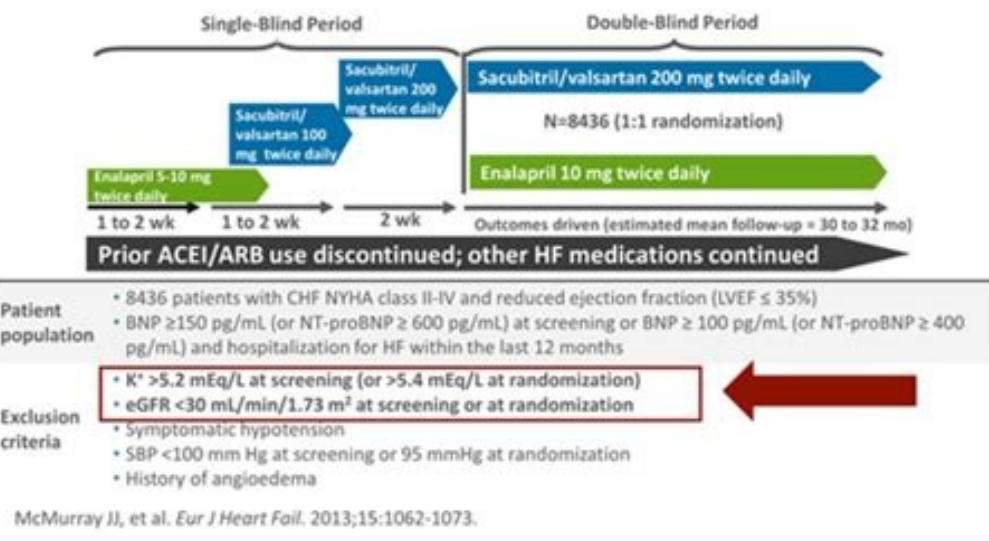 Single-Blind Period
Double-Blind Period
Sacubitril/
valsartan 200
mg twice daily
Sacubitril/valsartan 200 mg twice daily
Sacubitril/
valsartan 100
mg twice daily
N=8436 (1:1 randomization)
Enalapril 5-10 mg
twice daily
Enalapril 10 mg twice daily
1 to 2 wk
1 to 2 wk
2 wk
Outcomes driven (estimated mean follow-up = 30 to 32 mo)
Prior ACEI/ARB use discontinued; other HF medications continued
Patient
population
• 8436 patients with CHF NYHA class II-IV and reduced ejection fraction (LVEF ≤ 35%)
• BNP ≥150 pg/mL (or NT-proBNP ≥ 600 pg/mL) at screening or BNP ≥ 100 pg/mL (or NT-proBNP ≥ 400
pg/mL) and hospitalization for HF within the last 12 months
Exclusion
criteria
• K⁺ >5.2 mEq/L at screening (or >5.4 mEq/L at randomization)
• eGFR <30 mL/min/1.73 m² at screening or at randomization
• Symptomatic hypotension
• SBP <100 mm Hg at screening or 95 mmHg at randomization
• History of angioedema
McMurray JJ, et al. Eur J Heart Fail. 2013;15:1062-1073.